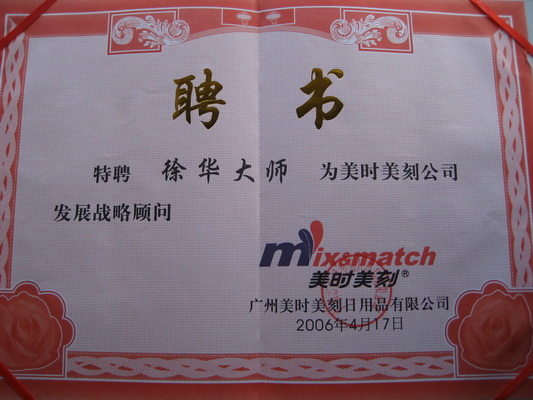 聘书
特聘 徐华大师 为美时美刻公司
发展战略顾问
mix&match
美时美刻®
广州美时美刻日用品有限公司
2006年4月17日